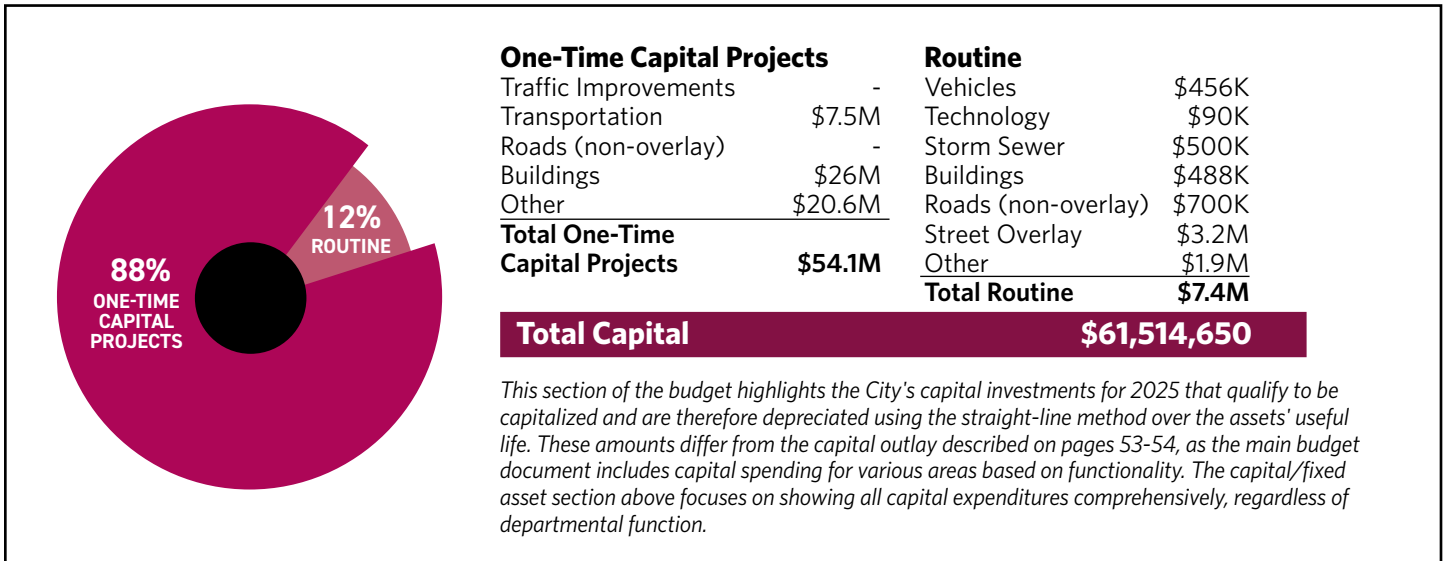 88%
ONE-TIME
CAPITAL
PROJECTS
12%
ROUTINE
One-Time Capital Projects
Traffic Improvements -
Transportation $7.5M
Roads (non-overlay) -
Buildings $26M
Other $20.6M
Total One-Time
Capital Projects $54.1M
Routine
Vehicles $456K
Technology $90K
Storm Sewer $500K
Buildings $488K
Roads (non-overlay) $700K
Street Overlay $3.2M
Other $1.9M
Total Routine $7.4M
Total Capital $61,514,650
This section of the budget highlights the City's capital investments for 2025 that qualify to be
capitalized and are therefore depreciated using the straight-line method over the assets' useful
life. These amounts differ from the capital outlay described on pages 53-54, as the main budget
document includes capital spending for various areas based on functionality. The capital/fixed
asset section above focuses on showing all capital expenditures comprehensively, regardless of
departmental function.